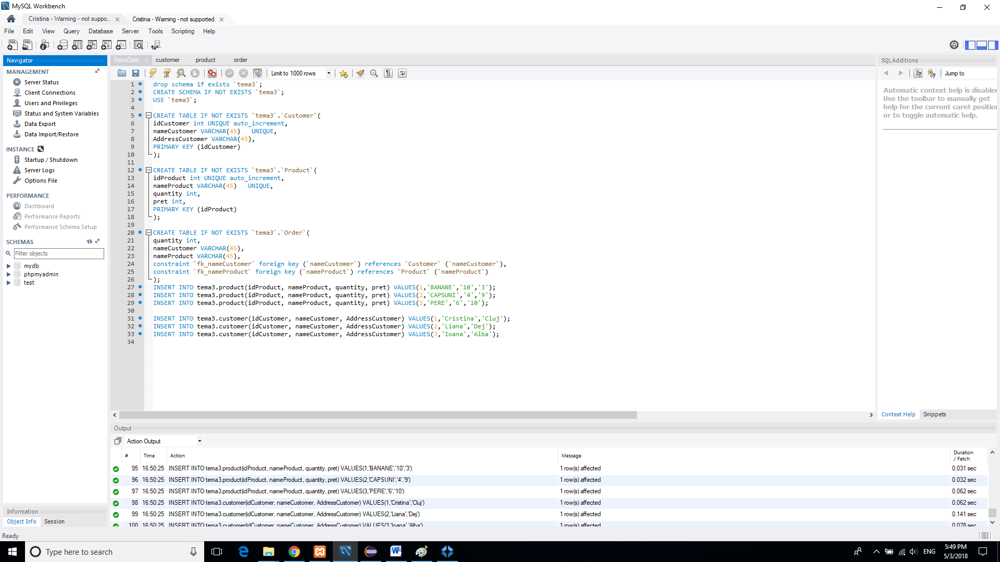 MySQL Workbench
Cristina - Warning - not suppo...
Cristina - Warning - not supported
File Edit View Query Database Server Tools Scripting Help
Navigator
MANAGEMENT
Server Status
Client Connections
Users and Privileges
Status and System Variables
Data Export
Data Import/Restore
INSTANCE
Startup / Shutdown
Server Logs
Options File
PERFORMANCE
Dashboard
Performance Reports
Performance Schema Setup
SCHEMAS
Filter objects
mydb
phpmyadmin
test
Information
Object Info Session
BazaDate customer product order
Limit to 1000 rows
1 drop schema if exists `tema3`;
2 CREATE SCHEMA IF NOT EXISTS `tema3`;
3 USE `tema3`;
4
5 CREATE TABLE IF NOT EXISTS `tema3`.`Customer`(
6 idCustomer int UNIQUE auto_increment,
7 nameCustomer VARCHAR(45)   UNIQUE,
8 AddressCustomer VARCHAR(45),
9 PRIMARY KEY (idCustomer)
10 );
11
12 CREATE TABLE IF NOT EXISTS `tema3`.`Product`(
13 idProduct int UNIQUE auto_increment,
14 nameProduct VARCHAR(45)   UNIQUE,
15 quantity int,
16 pret int,
17 PRIMARY KEY (idProduct)
18 );
19
20 CREATE TABLE IF NOT EXISTS `tema3`.`Order`(
21 quantity int,
22 nameCustomer VARCHAR(45),
23 nameProduct VARCHAR(45),
24 constraint `fk_nameCustomer` foreign key (`nameCustomer`) references `Customer` (`nameCustomer`),
25 constraint `fk_nameProduct` foreign key (`nameProduct`) references `Product` (`nameProduct`)
26 );
27 INSERT INTO tema3.product(idProduct, nameProduct, quantity, pret) VALUES(1,'BANANE','10','3');
28 INSERT INTO tema3.product(idProduct, nameProduct, quantity, pret) VALUES(2,'CAPSUNI','4','9');
29 INSERT INTO tema3.product(idProduct, nameProduct, quantity, pret) VALUES(3,'PERE','6','10');
30
31 INSERT INTO tema3.customer(idCustomer, nameCustomer, AddressCustomer) VALUES(1,'Cristina','Cluj');
32 INSERT INTO tema3.customer(idCustomer, nameCustomer, AddressCustomer) VALUES(2,'Liana','Dej');
33 INSERT INTO tema3.customer(idCustomer, nameCustomer, AddressCustomer) VALUES(3,'Ioana','Alba');
34
SQLAdditions
Jump to
Automatic context help is disabled
Use the toolbar to manually get
help for the current caret position
or to toggle automatic help.
Context Help Snippets
Output
Action Output
# Time Action Message Duration / Fetch
95 16:50:25 INSERT INTO tema3.product(idProduct, nameProduct, quantity, pret) VALUES(1,'BANANE','10','3') 1 row(s) affected 0.031 sec
96 16:50:25 INSERT INTO tema3.product(idProduct, nameProduct, quantity, pret) VALUES(2,'CAPSUNI','4','9') 1 row(s) affected 0.032 sec
97 16:50:25 INSERT INTO tema3.product(idProduct, nameProduct, quantity, pret) VALUES(3,'PERE','6','10') 1 row(s) affected 0.062 sec
98 16:50:25 INSERT INTO tema3.customer(idCustomer, nameCustomer, AddressCustomer) VALUES(1,'Cristina','Cluj') 1 row(s) affected 0.062 sec
99 16:50:25 INSERT INTO tema3.customer(idCustomer, nameCustomer, AddressCustomer) VALUES(2,'Liana','Dej') 1 row(s) affected 0.141 sec
100 16:50:25 INSERT INTO tema3.customer(idCustomer, nameCustomer, AddressCustomer) VALUES(3,'Ioana','Alba') 1 row(s) affected 0.078 sec
Ready
Type here to search
ENG
5:49 PM
5/3/2018